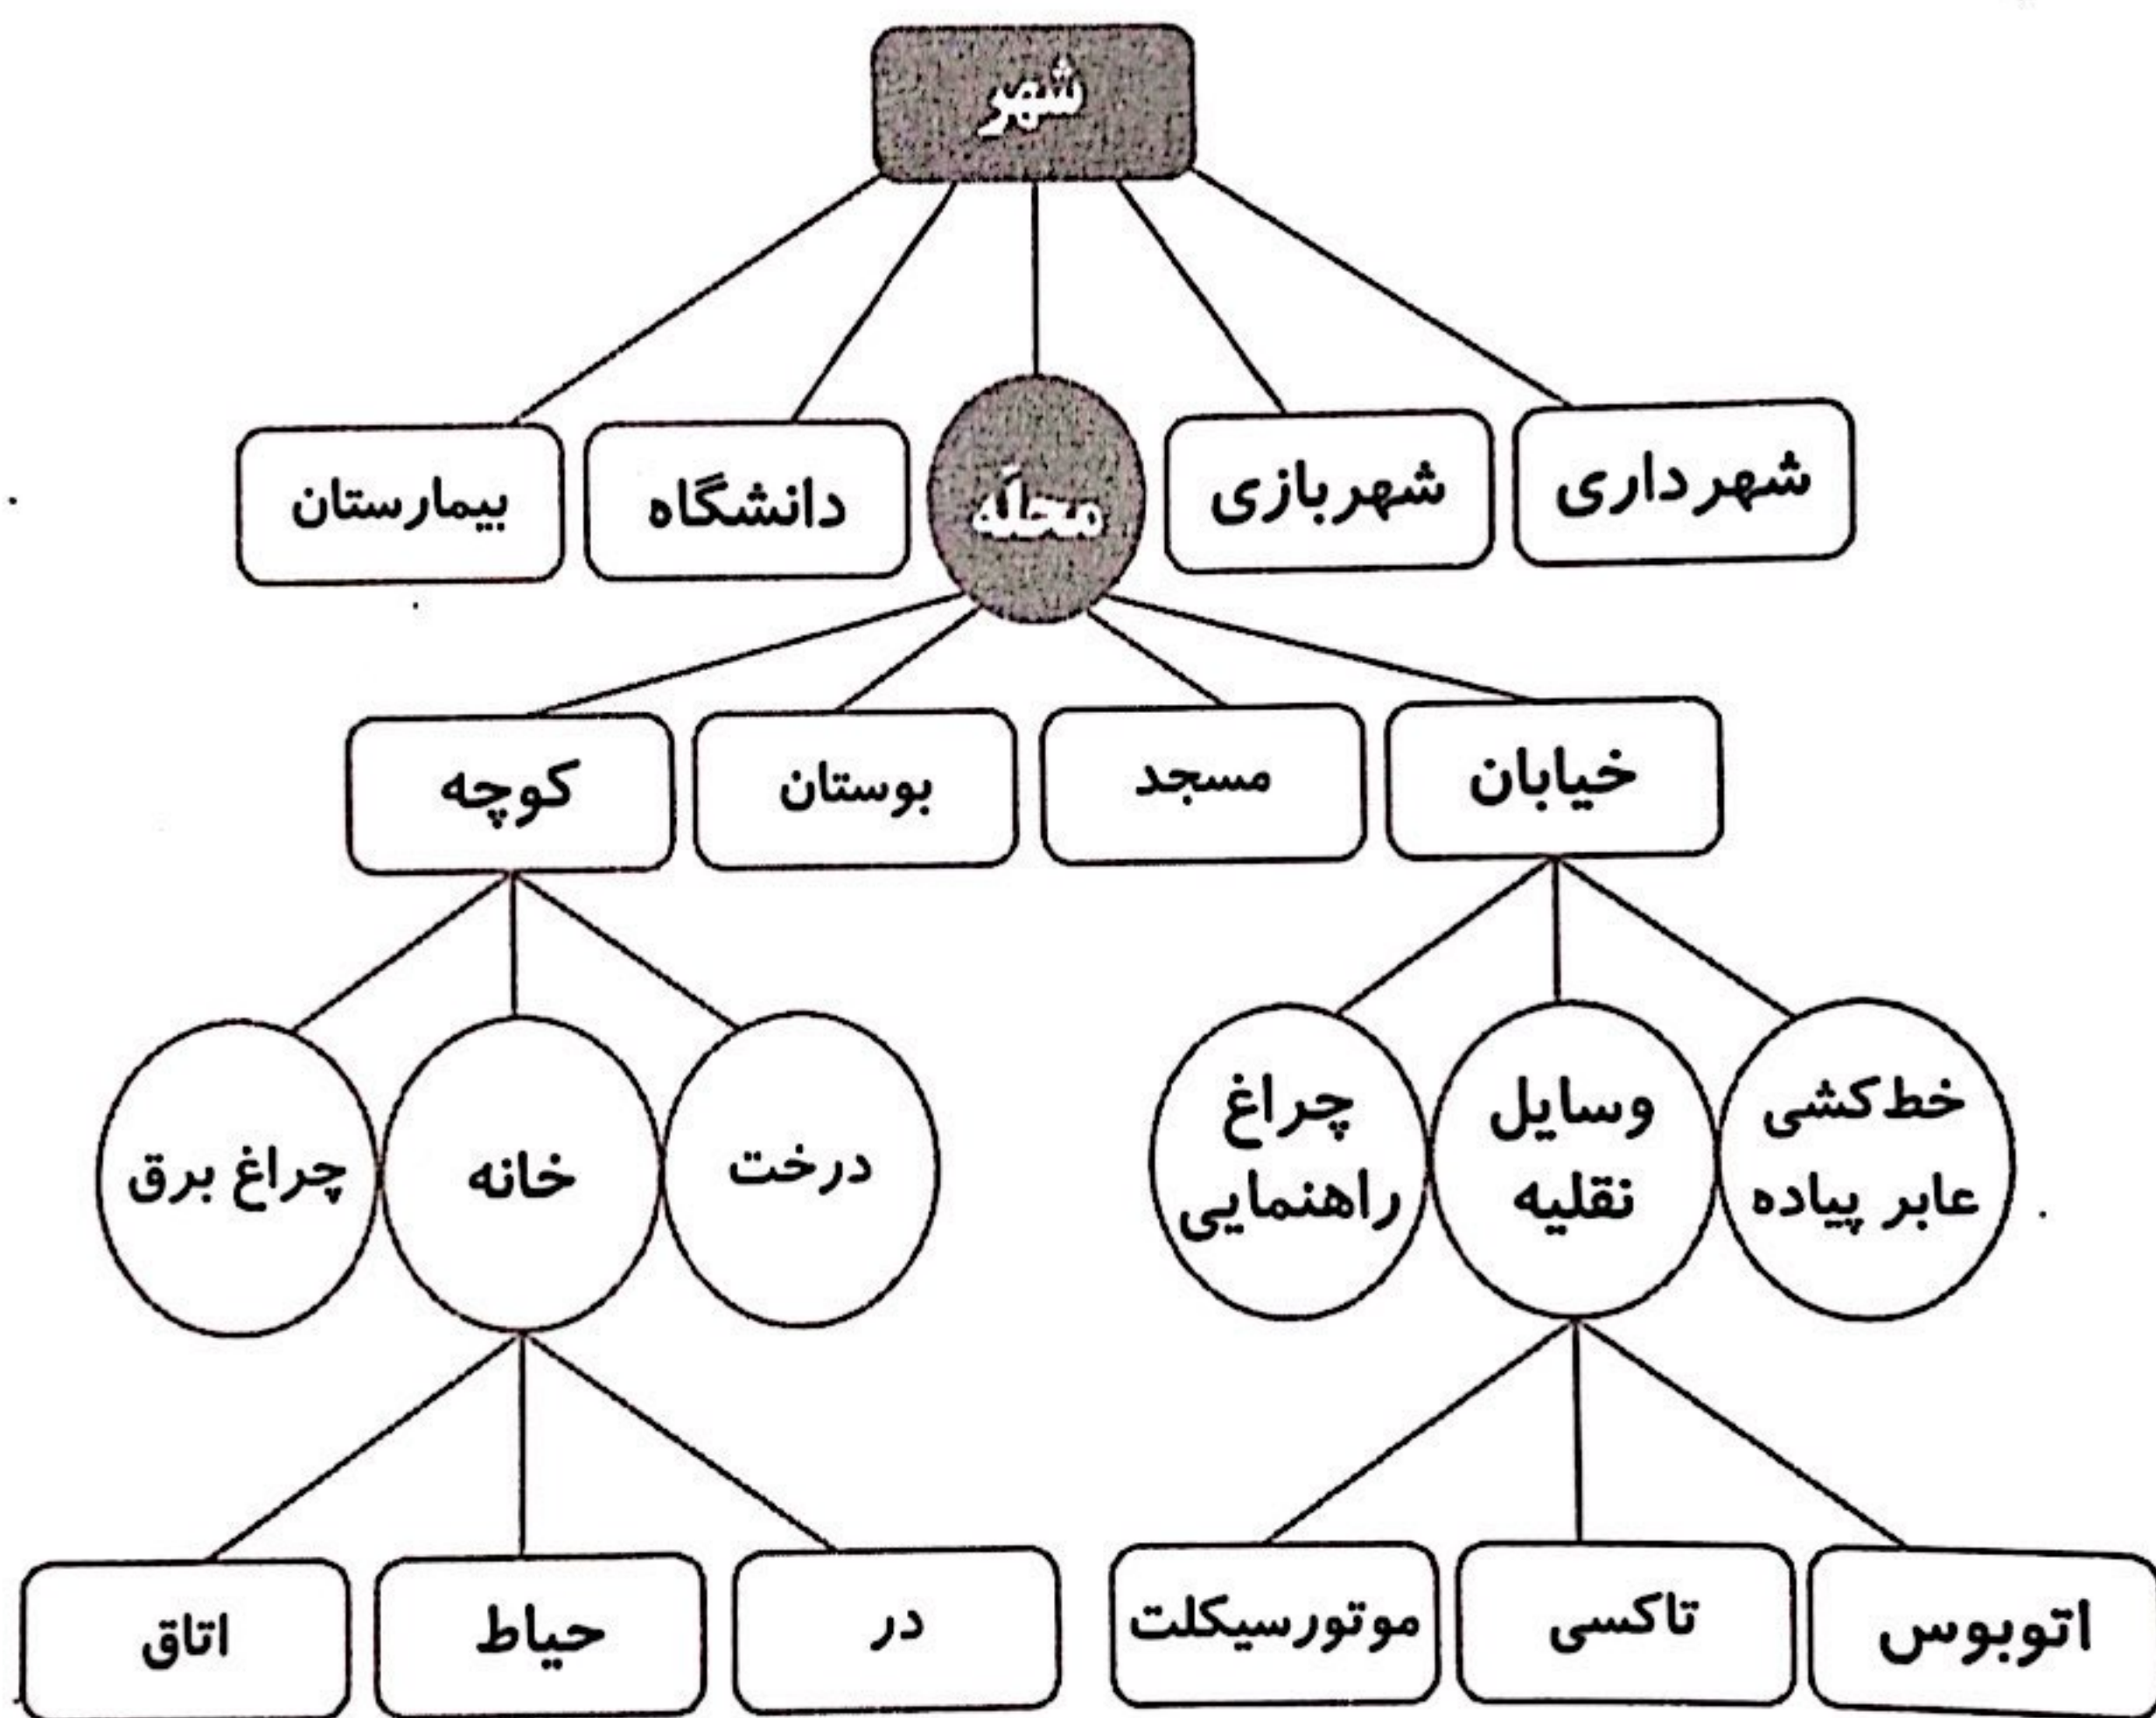 شهر
شهرداری
شهربازی
محلّه
دانشگاه
بیمارستان
خیابان
مسجد
بوستان
کوچه
خط‌کشی
عابر پیاده
وسایل
نقلیه
چراغ
راهنمایی
درخت
خانه
چراغ برق
اتوبوس
تاکسی
موتورسیکلت
در
حیاط
اتاق